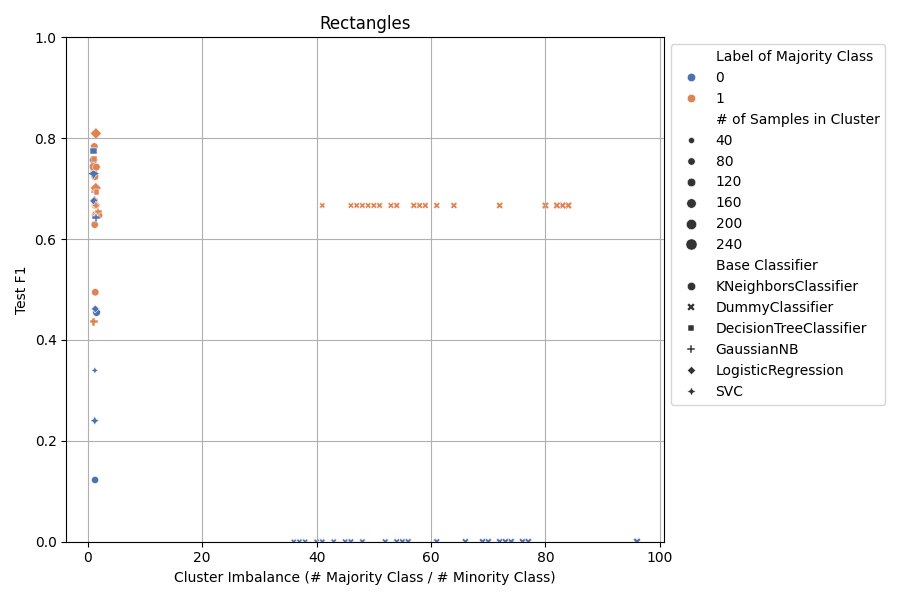 Rectangles
1.0
0.8
0.6
0.4
0.2
0.0
Test F1
0
20
40
60
80
100
Cluster Imbalance (# Majority Class / # Minority Class)
Label of Majority Class
0
1
# of Samples in Cluster
40
80
120
160
200
240
Base Classifier
KNeighborsClassifier
DummyClassifier
DecisionTreeClassifier
GaussianNB
LogisticRegression
SVC